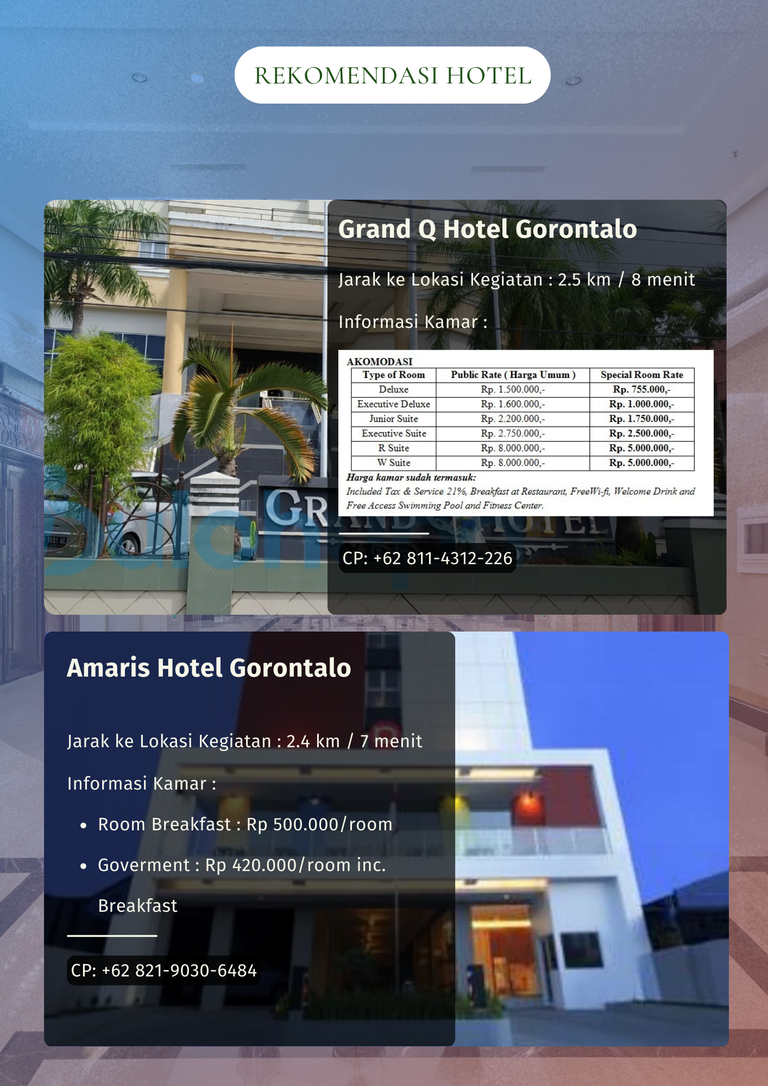 REKOMENDASI HOTEL
Grand Q Hotel Gorontalo
Jarak ke Lokasi Kegiatan : 2.5 km / 8 menit
Informasi Kamar :
AKOMODASI
Type of Room Public Rate ( Harga Umum ) Special Room Rate
Deluxe Rp. 1.500.000,- Rp. 755.000,-
Executive Deluxe Rp. 1.600.000,- Rp. 1.000.000,-
Junior Suite Rp. 2.200.000,- Rp. 1.750.000,-
Executive Suite Rp. 2.750.000,- Rp. 2.500.000,-
R Suite Rp. 8.000.000,- Rp. 5.000.000,-
W Suite Rp. 8.000.000,- Rp. 5.000.000,-
Harga kamar sudah termasuk:
Included Tax & Service 21%, Breakfast at Restaurant, FreeWi-fi, Welcome Drink and
Free Access Swimming Pool and Fitness Center.
GRAND Q HOTEL
CP: +62 811-4312-226
Amaris Hotel Gorontalo
Jarak ke Lokasi Kegiatan : 2.4 km / 7 menit
Informasi Kamar :
• Room Breakfast : Rp 500.000/room
• Goverment : Rp 420.000/room inc.
Breakfast
CP: +62 821-9030-6484